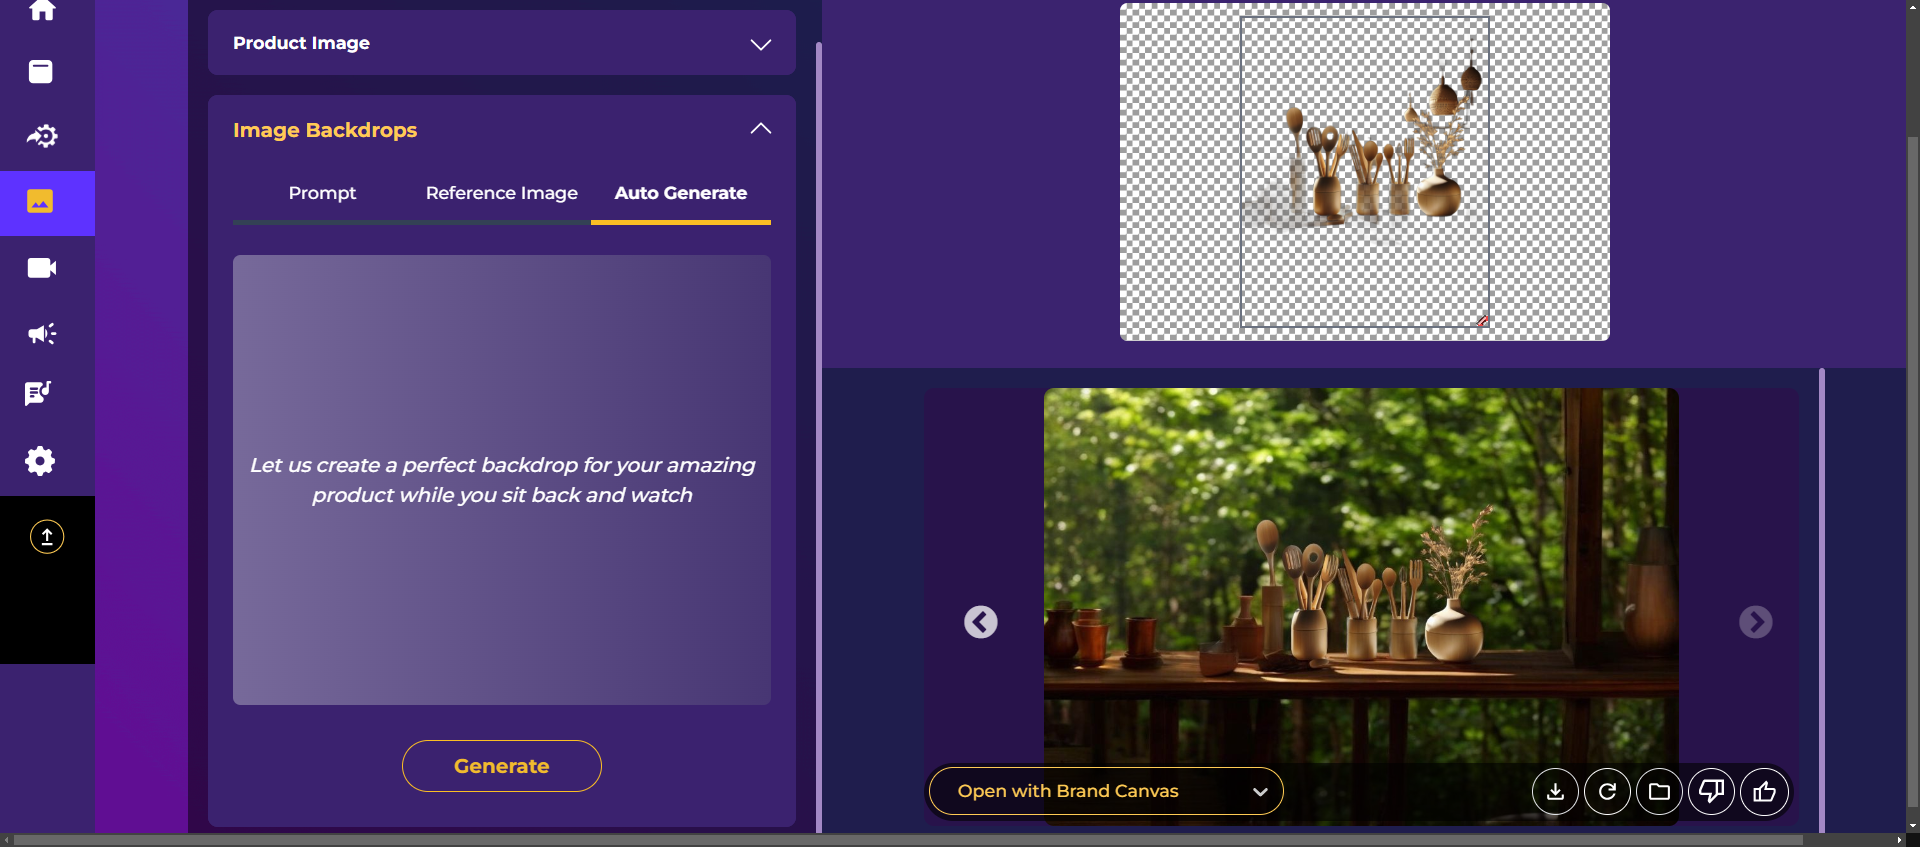 Product Image
Image Backdrops
Prompt
Reference Image
Auto Generate
Let us create a perfect backdrop for your amazing
product while you sit back and watch
Generate
Open with Brand Canvas